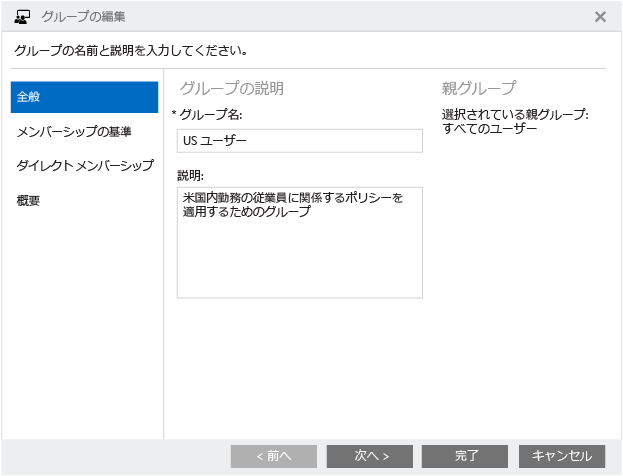 グループの編集
グループの名前と説明を入力してください。
全般
メンバーシップの基準
ダイレクト メンバーシップ
概要
グループの説明
* グループ名:
US ユーザー
説明:
米国内勤務の従業員に関係するポリシーを
適用するためのグループ
親グループ
選択されている親グループ:
すべてのユーザー
< 前へ
次へ >
完了
キャンセル